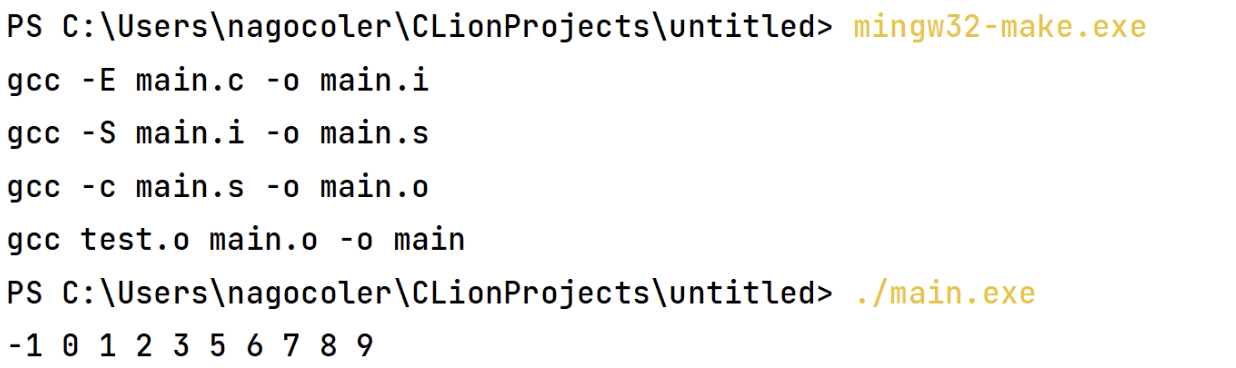 PS C:\Users\nagocoler\CLionProjects\untitled> mingw32-make.exe
gcc -E main.c -o main.i
gcc -S main.i -o main.s
gcc -c main.s -o main.o
gcc test.o main.o -o main
PS C:\Users\nagocoler\CLionProjects\untitled> ./main.exe
-1 0 1 2 3 5 6 7 8 9